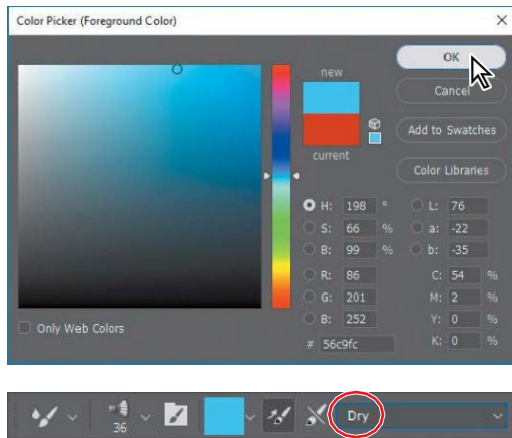 Color Picker (Foreground Color)
OK
new
Cancel
Add to Swatches
current
Color Libraries
H: 198 °
L: 76
S: 66 %
a: -22
B: 99 %
b: -35
R: 86
C: 54 %
G: 201
M: 2 %
B: 252
Y: 0 %
Only Web Colors
# 56c9fc
K: 0 %
36
Dry